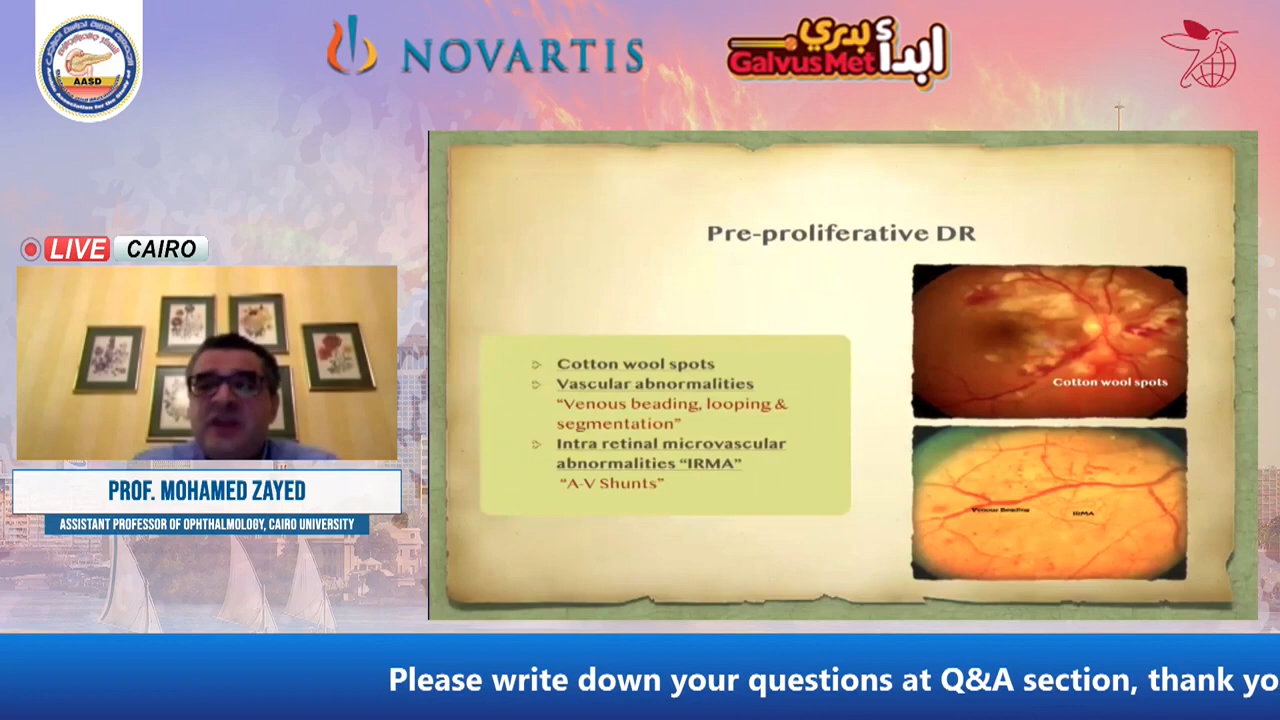 AASD
NOVARTIS
ابدأ بدري
GalvusMet
LIVE CAIRO
PROF. MOHAMED ZAYED
ASSISTANT PROFESSOR OF OPHTHALMOLOGY, CAIRO UNIVERSITY
Pre-proliferative DR
Cotton wool spots
Vascular abnormalities
“Venous beading, looping &
segmentation”
Intra retinal microvascular
abnormalities “IRMA”
“A-V Shunts”
Cotton wool spots
Venous Beading
IRMA
Please write down your questions at Q&A section, thank yo